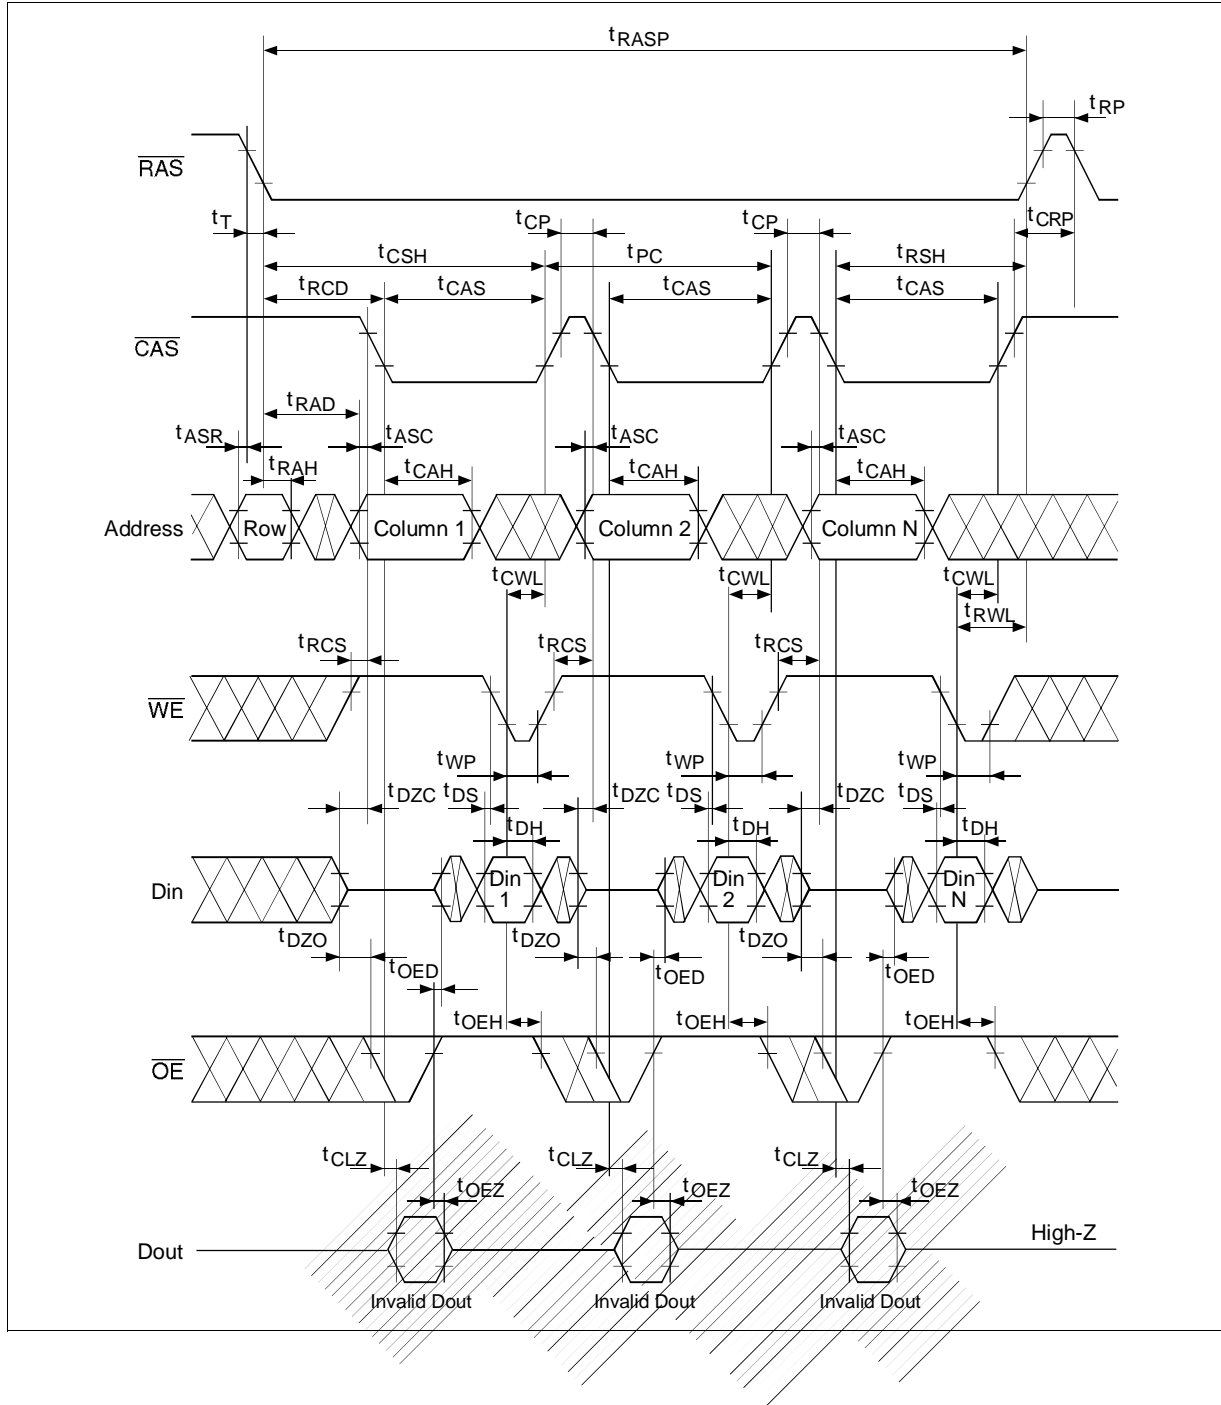 tRASP
tRP
RAS
tT tCP tCP tCRP
tCSH tPC tRSH
tRCD tCAS tCAS tCAS
CAS
tRAD
tASR tASC tASC tASC
tRAH tCAH tCAH tCAH
Address Row Column 1 Column 2 Column N
tCWL tCWL tCWL
tRWL
tRCS tRCS tRCS
WE
tWP tWP tWP
tDZC tDS tDZC tDS tDZC tDS
tDH tDH tDH
Din Din 1 Din 2 Din N
tDZO tDZO tDZO
tOED tOED tOED
tOEH tOEH tOEH
OE
tCLZ tCLZ tCLZ
tOEZ tOEZ tOEZ
Dout High-Z
Invalid Dout Invalid Dout Invalid Dout